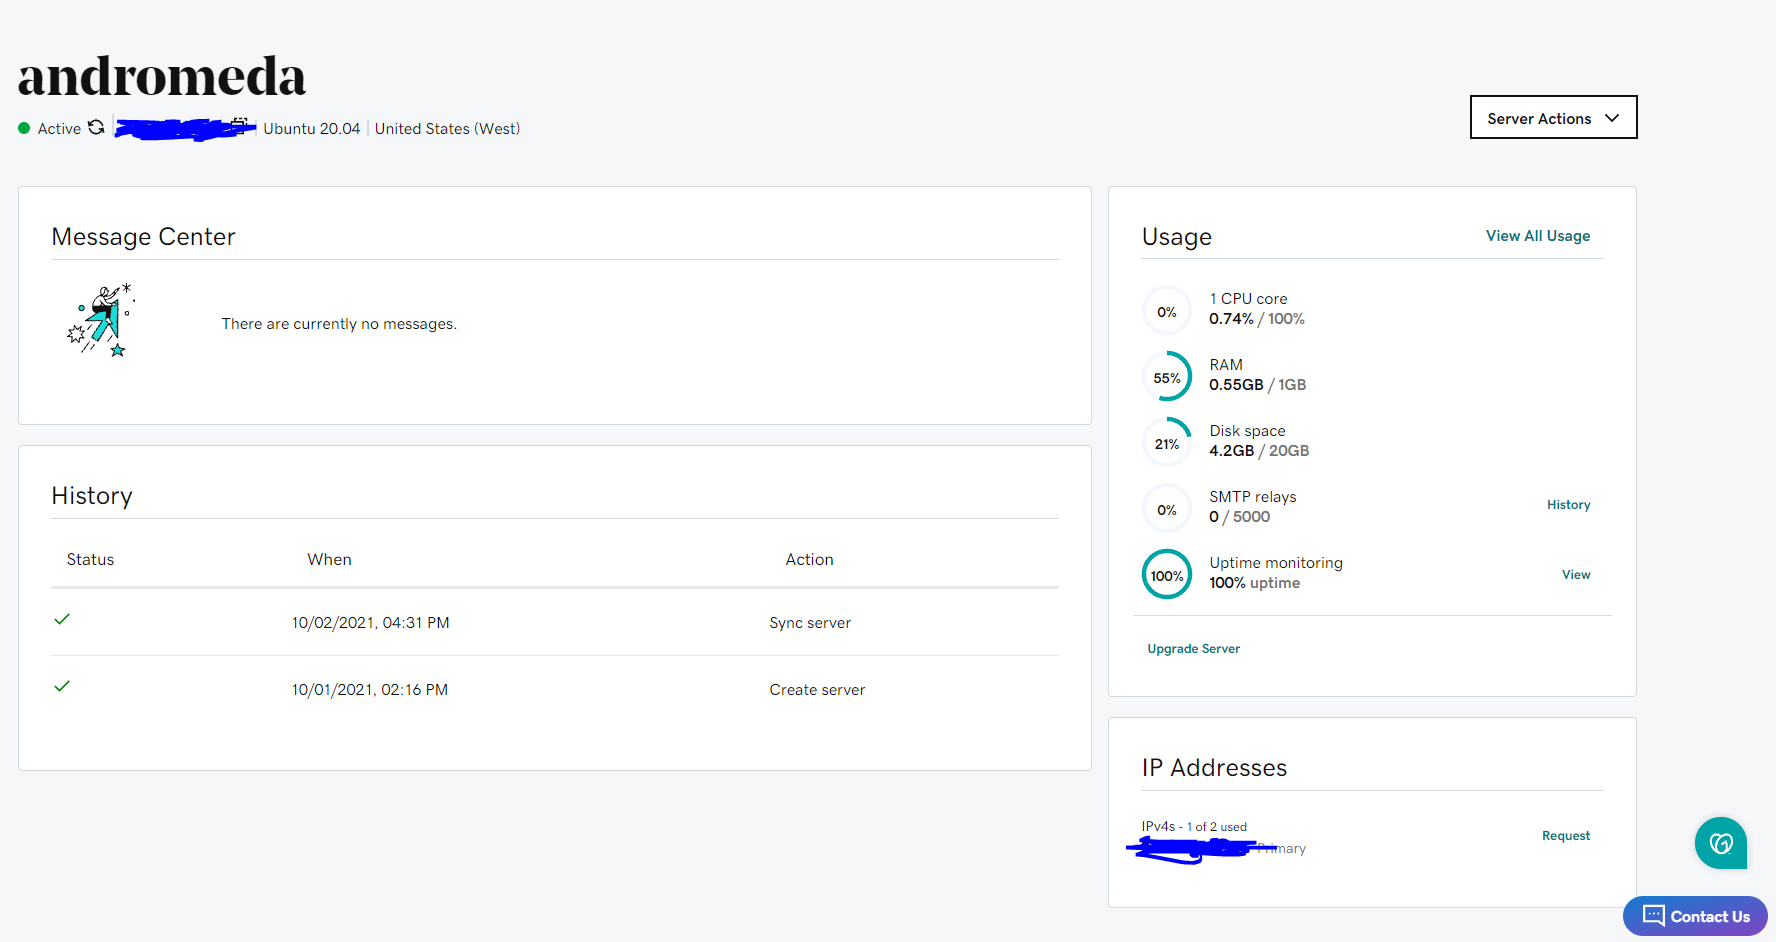 andromeda
Active
Ubuntu 20.04 | United States (West)
Server Actions
Message Center
There are currently no messages.
History
Status When Action
10/02/2021, 04:31 PM Sync server
10/01/2021, 02:16 PM Create server
Usage View All Usage
0%
1 CPU core
0.74% / 100%
55%
RAM
0.55GB / 1GB
21%
Disk space
4.2GB / 20GB
0%
SMTP relays
0 / 5000
History
100%
Uptime monitoring
100% uptime
View
Upgrade Server
IP Addresses
IPv4s - 1 of 2 used
Primary
Request
Contact Us